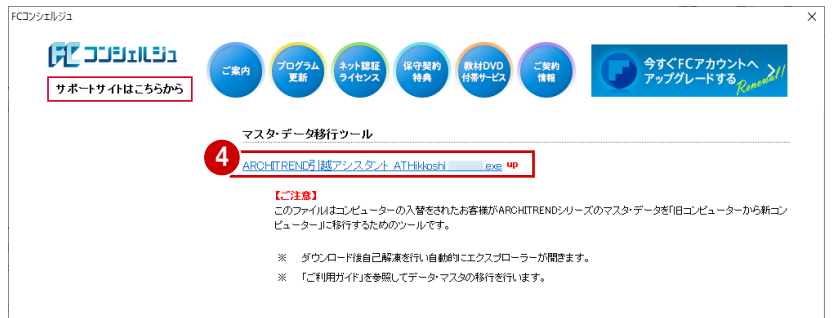 FCコンシェルジュ
FCコンシェルジュ
サポートサイトはこちらから
ご案内
プログラム
更新
ネット認証
ライセンス
保守契約
特典
教材DVD
付帯サービス
ご契約
情報
今すぐFCアカウントへ
アップグレードする
Renewal!
マスタ・データ移行ツール
4
ARCHITREND引越アシスタント ATHikkoshi .exe up
【ご注意】
このファイルはコンピューターの入替をされたお客様がARCHITRENDシリーズのマスタ・データを「旧コンピューターから新コン
ピューター」に移行するためのツールです。
※ ダウンロード後自己解凍を行い自動的にエクスプローラーが開きます。
※ 「ご利用ガイド」を参照してデータ・マスタの移行を行います。